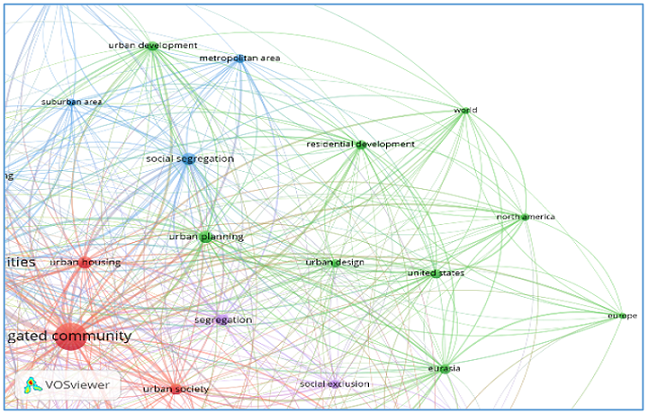 urban development
metropolitan area
suburban area
world
residential development
social segregation
ng
north america
urban planning
ities
urban housing
urban design
united states
europe
segregation
gated community
eurasia
VOSviewer
urban society
social exclusion